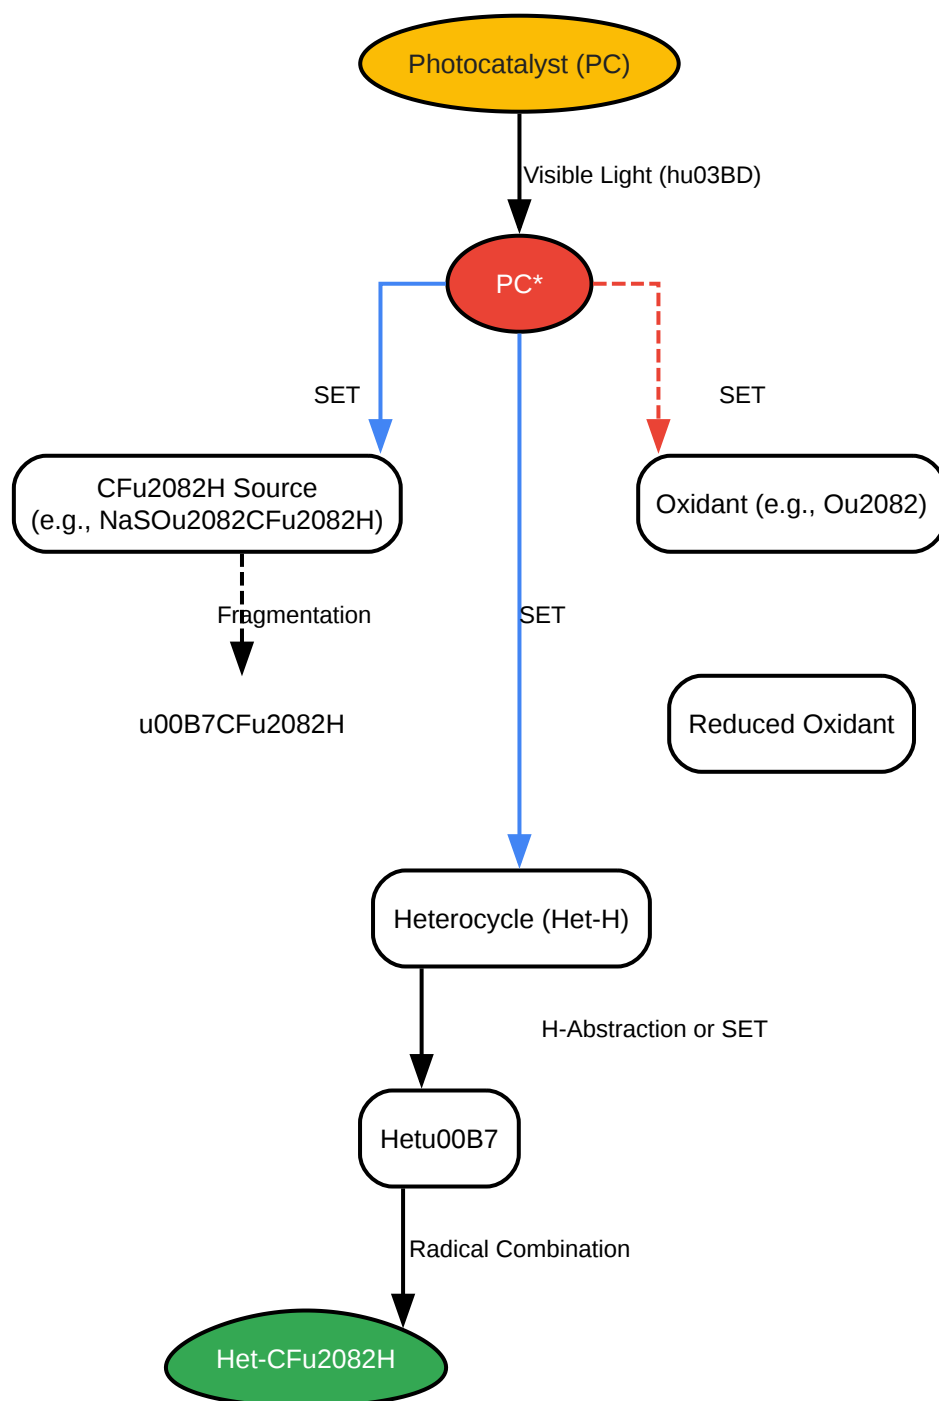 Photocatalyst (PC)
Visible Light (hu03BD)
PC*
SET
SET
CFu2082H Source
(e.g., NaSOu2082CFu2082H)
Oxidant (e.g., Ou2082)
Fragmentation
SET
u00B7CFu2082H
Reduced Oxidant
Heterocycle (Het-H)
H-Abstraction or SET
Hetu00B7
Radical Combination
Het-CFu2082H